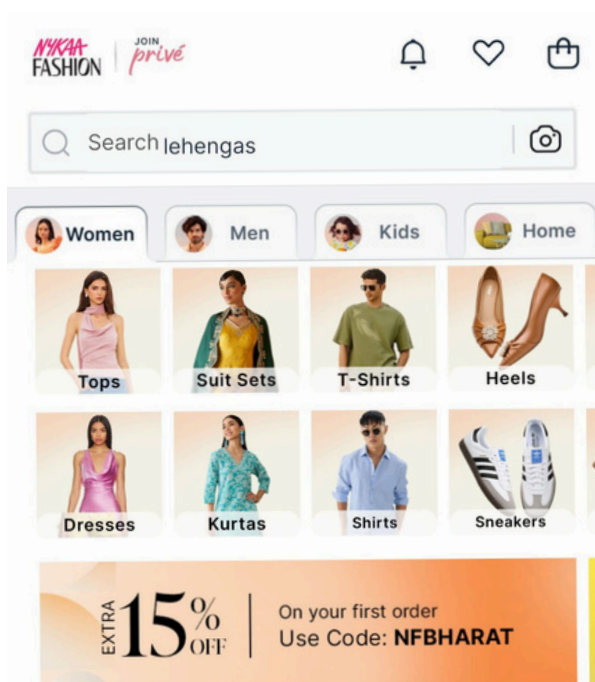 NYKAA
FASHION
JOIN
privé
Search lehengas
Women
Men
Kids
Home
Tops
Suit Sets
T-Shirts
Heels
Dresses
Kurtas
Shirts
Sneakers
EXTRA
15%
OFF
On your first order
Use Code: NFBHARAT